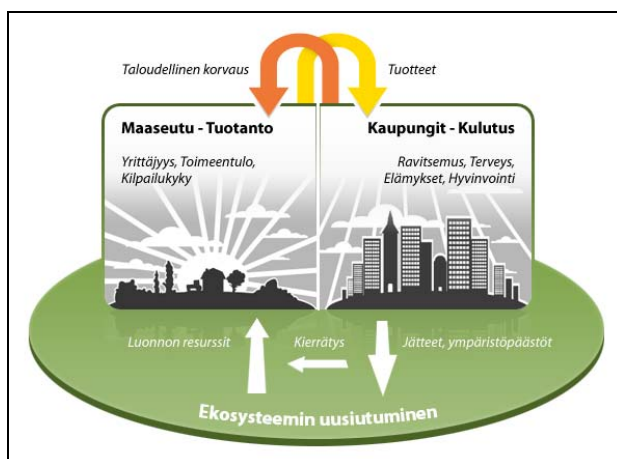 Taloudellinen korvaus
Tuotteet
Maaseutu - Tuotanto
Yrittäjyys, Toimeentulo,
Kilpailukyky
Kaupungit - Kulutus
Ravitsemus, Terveys,
Elämykset, Hyvinvointi
Luonnon resurssit
Kierrätys
Jätteet, ympäristöpäästöt
Ekosysteemin uusiutuminen